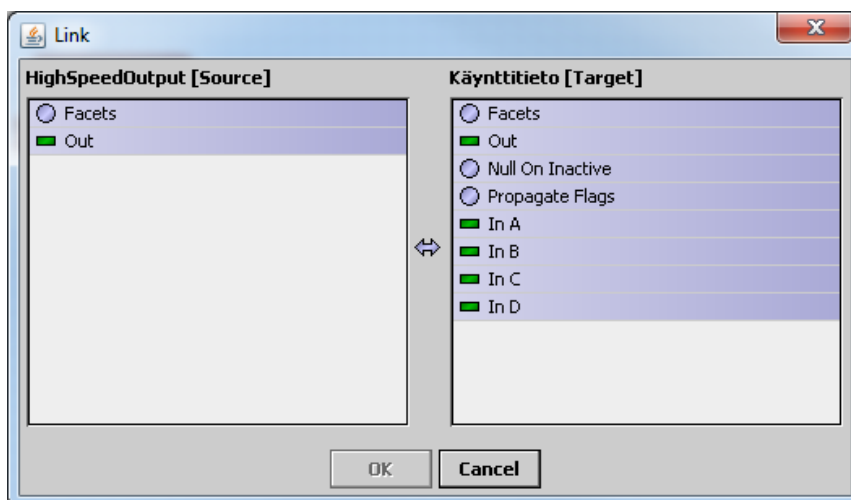 Link
HighSpeedOutput [Source]
Facets
Out
Käynttitieto [Target]
Facets
Out
Null On Inactive
Propagate Flags
In A
In B
In C
In D
OK
Cancel